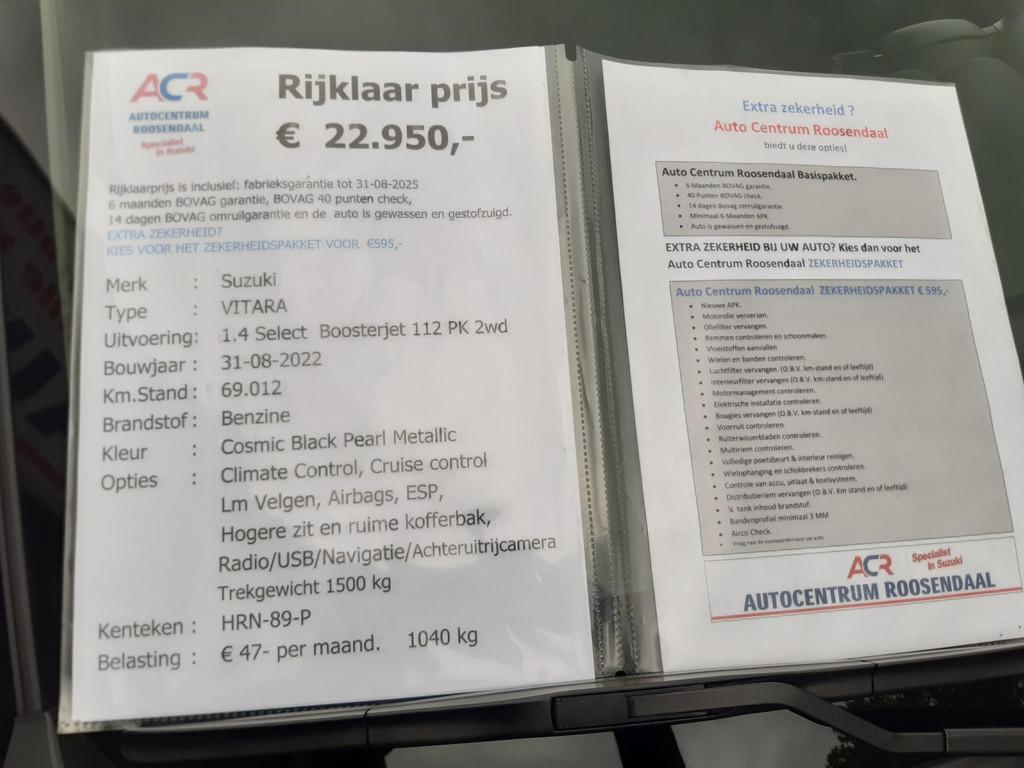 ACR
AUTOCENTRUM
ROOSENDAAL
Specialist
in Suzuki
Rijklaar prijs
€ 22.950,-
Rijklaarprijs is inclusief: fabrieksgarantie tot 31-08-2025
6 maanden BOVAG garantie, BOVAG 40 punten check,
14 dagen BOVAG omruilgarantie en de auto is gewassen en gestofzuigd.
EXTRA ZEKERHEID?
KIES VOOR HET ZEKERHEIDSPAKKET VOOR €595,-
Merk : Suzuki
Type : VITARA
Uitvoering: 1.4 Select Boosterjet 112 PK 2wd
Bouwjaar : 31-08-2022
Km.Stand : 69.012
Brandstof : Benzine
Kleur : Cosmic Black Pearl Metallic
Opties : Climate Control, Cruise control
Lm Velgen, Airbags, ESP,
Hogere zit en ruime kofferbak,
Radio/USB/Navigatie/Achteruitrijcamera
Trekgewicht 1500 kg
Kenteken : HRN-89-P
Belasting : € 47- per maand. 1040 kg
Extra zekerheid ?
Auto Centrum Roosendaal
biedt u deze opties!
Auto Centrum Roosendaal Basispakket.
• 6 Maanden BOVAG garantie.
• 40 Punten BOVAG check.
• 14 dagen Bovag omruilgarantie
• Minimaal 6 Maanden APK.
• Auto is gewassen en gestofzuigd.
EXTRA ZEKERHEID BIJ UW AUTO? Kies dan voor het
Auto Centrum Roosendaal ZEKERHEIDSPAKKET
Auto Centrum Roosendaal ZEKERHEIDSPAKKET € 595,-
• Nieuwe APK.
• Motorolie verversen.
• Oliefilter vervangen.
• Remmen controleren en schoonmaken.
• Vloeistoffen aanvullen
• Wielen en banden controleren.
• Luchtfilter vervangen. (O.B.V. km-stand en of leeftijd)
• Interieurfilter vervangen (O.B.V. km-stand en of leeftijd)
• Motormanagement controleren.
• Elektrische installatie controleren.
• Bougies vervangen (O.B.V. km-stand en of leeftijd)
• Voorruit controleren.
• Ruiterwisserbladen controleren.
• Multiriem controleren.
• Volledige poetsbeurt & interieur reinigen.
• Wielophanging en schokbrekers controleren.
• Controle van accu, uitlaat & koelsysteem.
• Distributieriem vervangen (O.B.V. Km stand en of leeftijd)
• ¼ tank inhoud brandstof.
• Bandenprofiel minimaal 3 MM
• Airco Check.
• Vraag naar de voorwaarden voor uw auto.
ACR
Specialist
in Suzuki
AUTOCENTRUM ROOSENDAAL